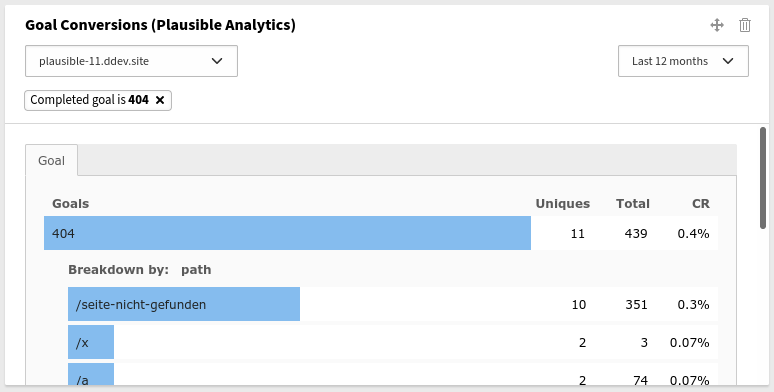 Goal Conversions (Plausible Analytics)
plausible-11.ddev.site Last 12 months
Completed goal is 404 ×
Goal
Goals Uniques Total CR
404 11 439 0.4%
Breakdown by: path
/seite-nicht-gefunden 10 351 0.3%
/x 2 3 0.07%
/a 2 74 0.07%